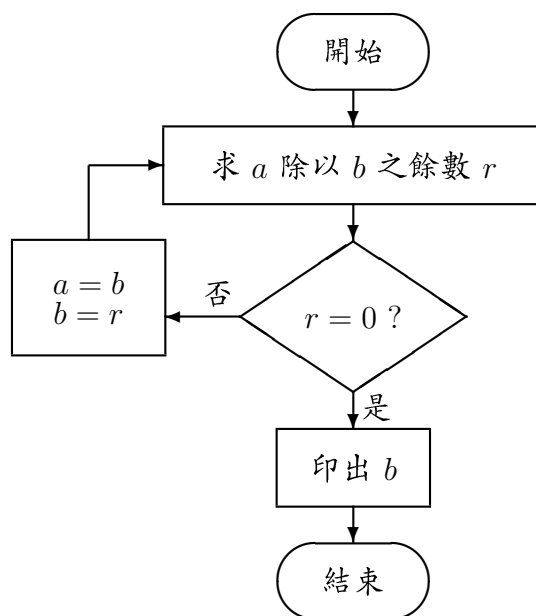 開始
求 a 除以 b 之餘數 r
a = b
b = r
否
r = 0 ?
是
印出 b
結束